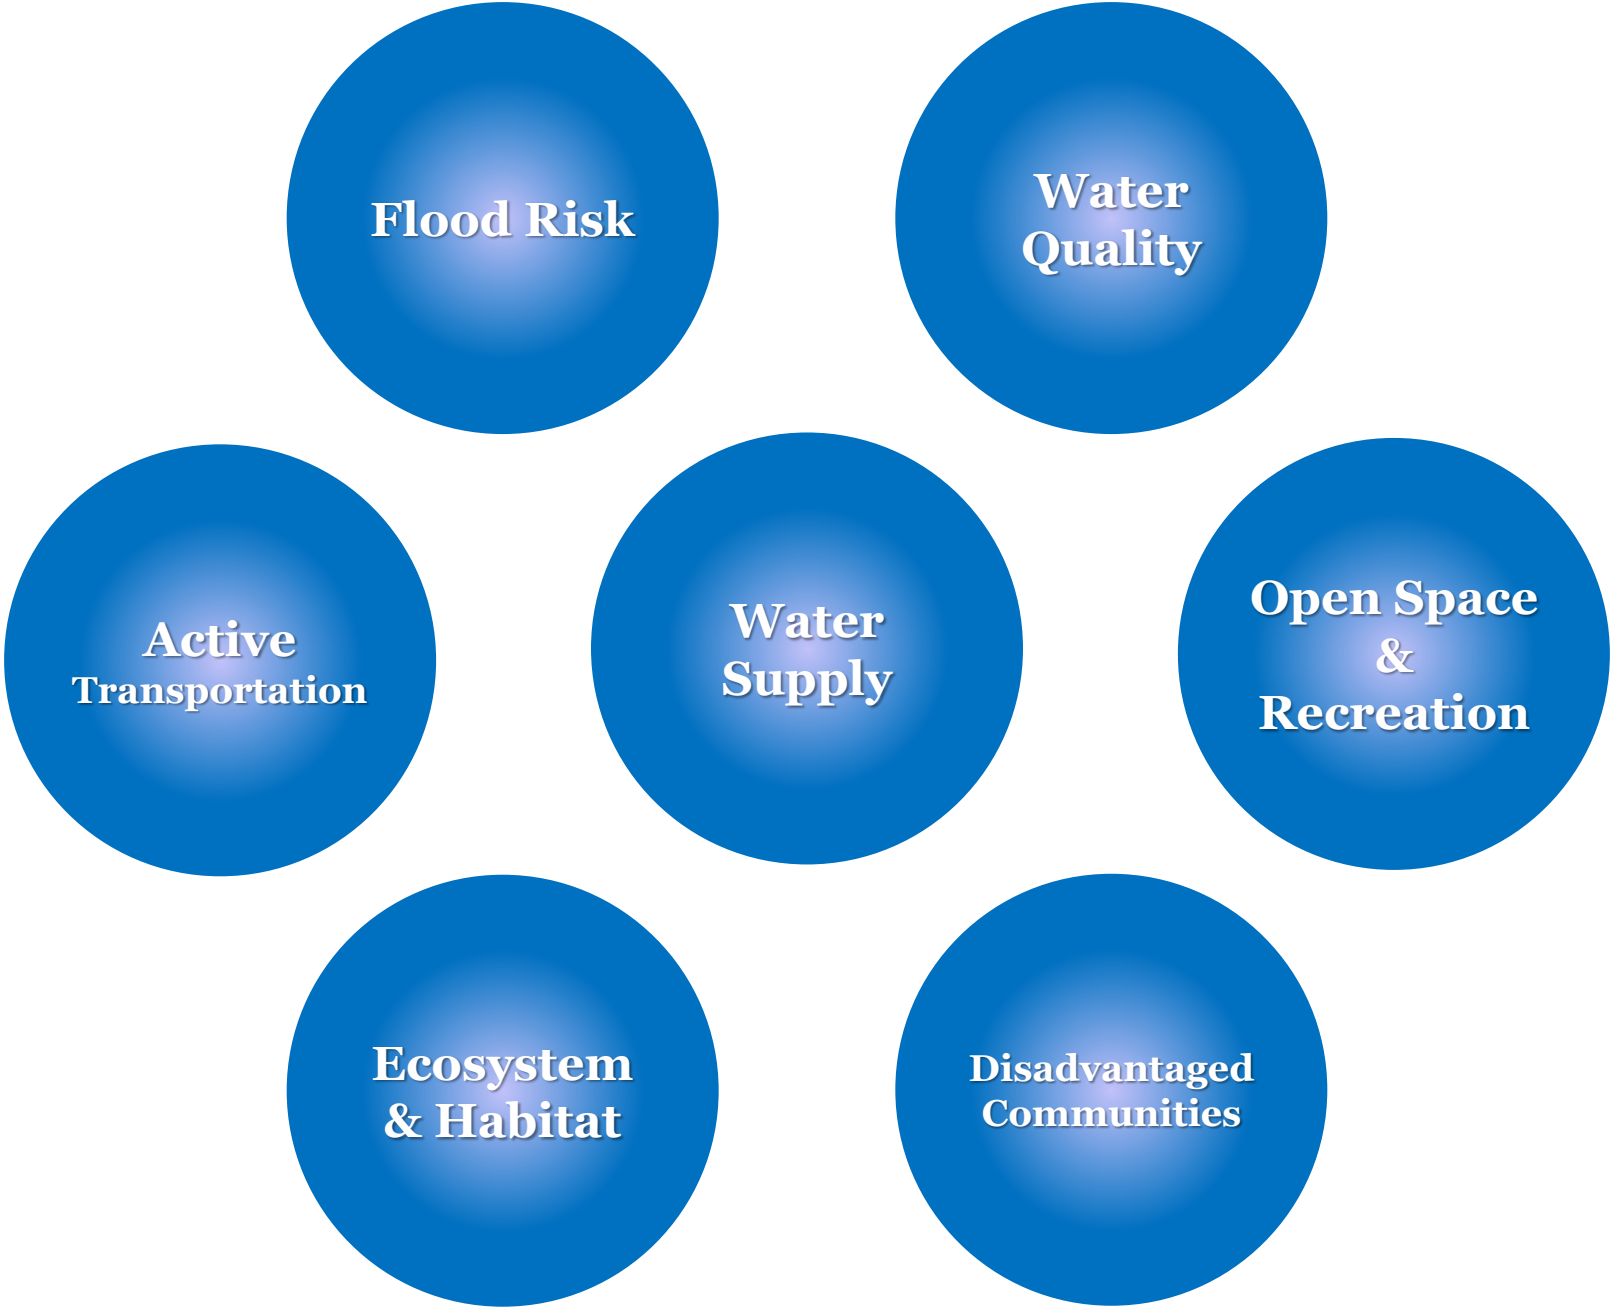 Flood Risk
Water
Quality
Active
Transportation
Water
Supply
Open Space
&
Recreation
Ecosystem
& Habitat
Disadvantaged
Communities